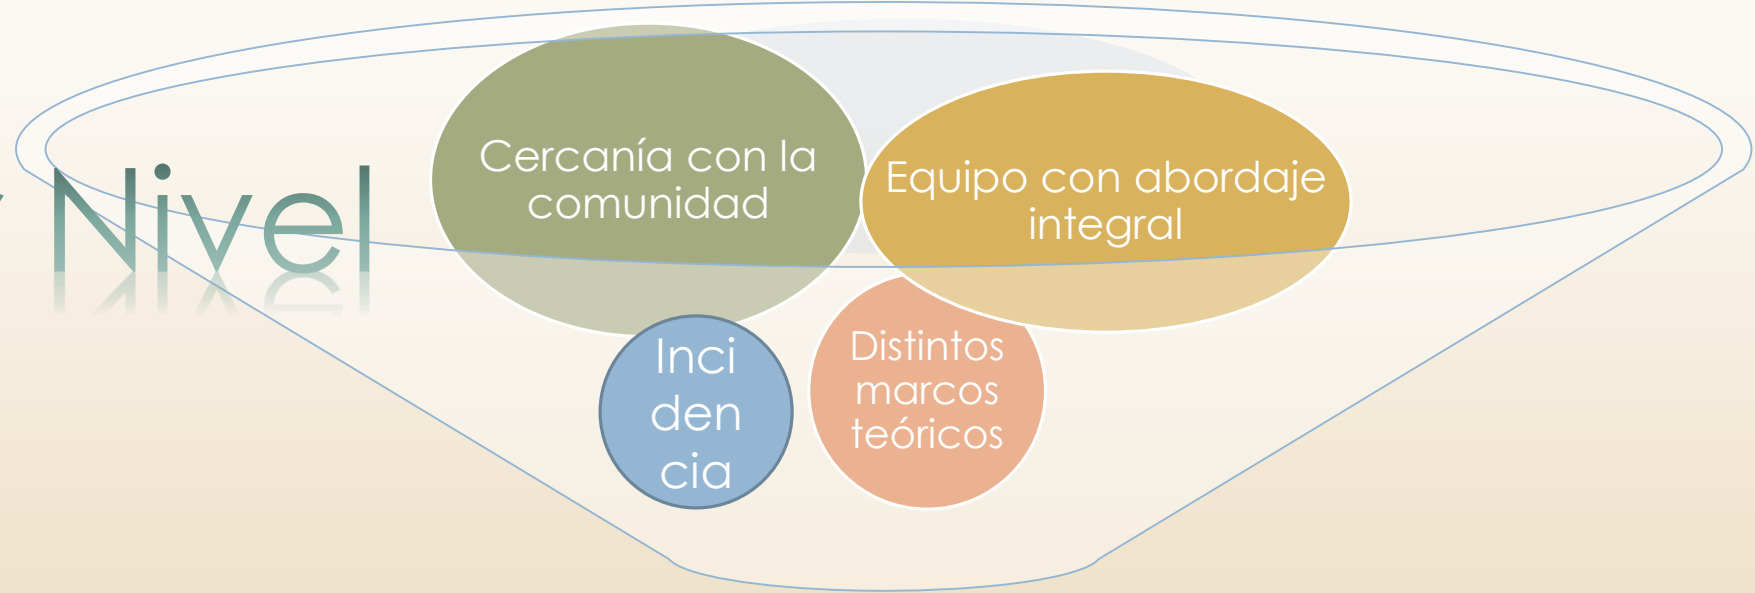 Nivel
Cercanía con la
comunidad
Equipo con abordaje
integral
Inci
den
cia
Distintos
marcos
teóricos